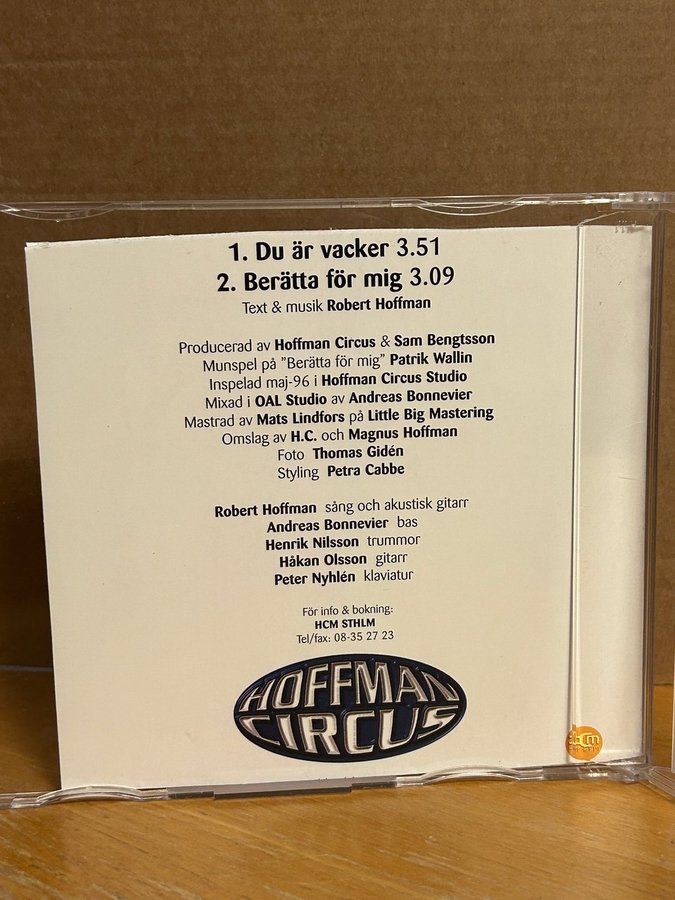 1. Du är vacker 3.51
2. Berätta för mig 3.09
Text & musik Robert Hoffman
Producerad av Hoffman Circus & Sam Bengtsson
Munspel på "Berätta för mig" Patrik Wallin
Inspelad maj-96 i Hoffman Circus Studio
Mixad i OAL Studio av Andreas Bonnevier
Mastrad av Mats Lindfors på Little Big Mastering
Omslag av H.C. och Magnus Hoffman
Foto Thomas Gidén
Styling Petra Cabbe
Robert Hoffman sång och akustisk gitarr
Andreas Bonnevier bas
Henrik Nilsson trummor
Håkan Olsson gitarr
Peter Nyhlén klaviatur
För info & bokning:
HCM STHLM
Tel/fax: 08-35 27 23
HOFFMAN
CIRCUS